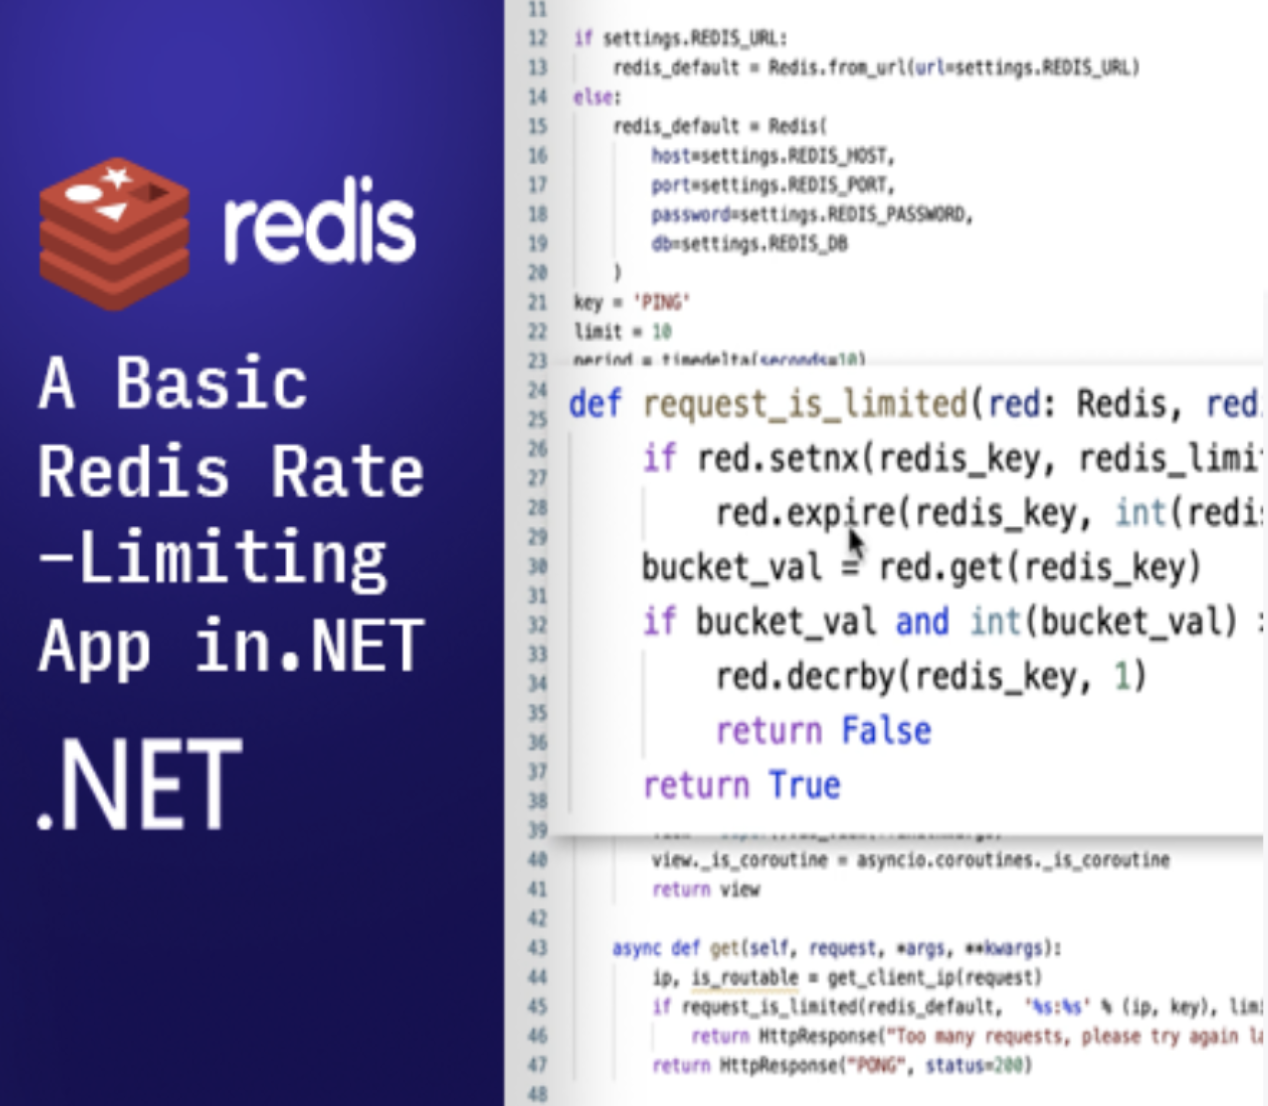 redis
A Basic
Redis Rate
-Limiting
App in.NET
.NET
11
12 if settings.REDIS_URL:
13 redis_default = Redis.from_url(url=settings.REDIS_URL)
14 else:
15 redis_default = Redis(
16 host=settings.REDIS_HOST,
17 port=settings.REDIS_PORT,
18 password=settings.REDIS_PASSWORD,
19 db=settings.REDIS_DB
20 )
21 key = 'PING'
22 limit = 10
23 period = timedelta(seconds=10)
24
25
26
27
28
29
30
31
32
33
34
35
36
37
38
def request_is_limited(red: Redis, red
if red.setnx(redis_key, redis_limi
red.expire(redis_key, int(redi
bucket_val = red.get(redis_key)
if bucket_val and int(bucket_val)
red.decrby(redis_key, 1)
return False
return True
39
40 view._is_coroutine = asyncio.coroutines._is_coroutine
41 return view
42
43 async def get(self, request, *args, **kwargs):
44 ip, is_routable = get_client_ip(request)
45 if request_is_limited(redis_default, '%s:%s' % (ip, key), lim
46 return HttpResponse("Too many requests, please try again la
47 return HttpResponse("PONG", status=200)
48